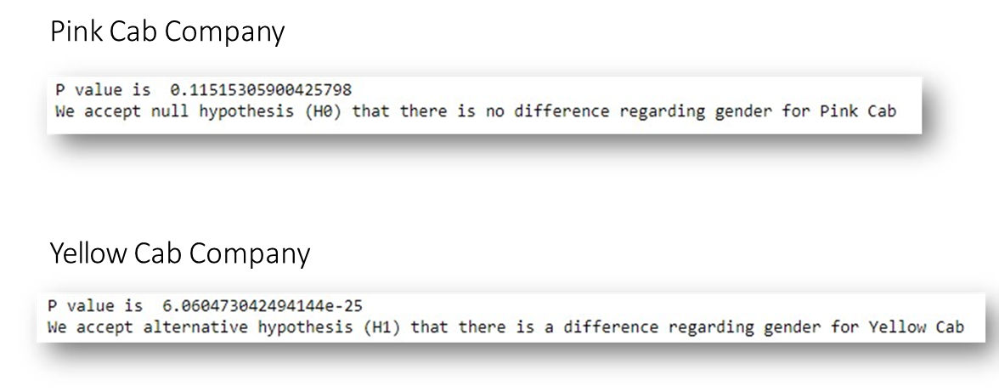 Pink Cab Company
P value is 0.11515305900425798
We accept null hypothesis (H0) that there is no difference regarding gender for Pink Cab
Yellow Cab Company
P value is 6.060473042494144e-25
We accept alternative hypothesis (H1) that there is a difference regarding gender for Yellow Cab